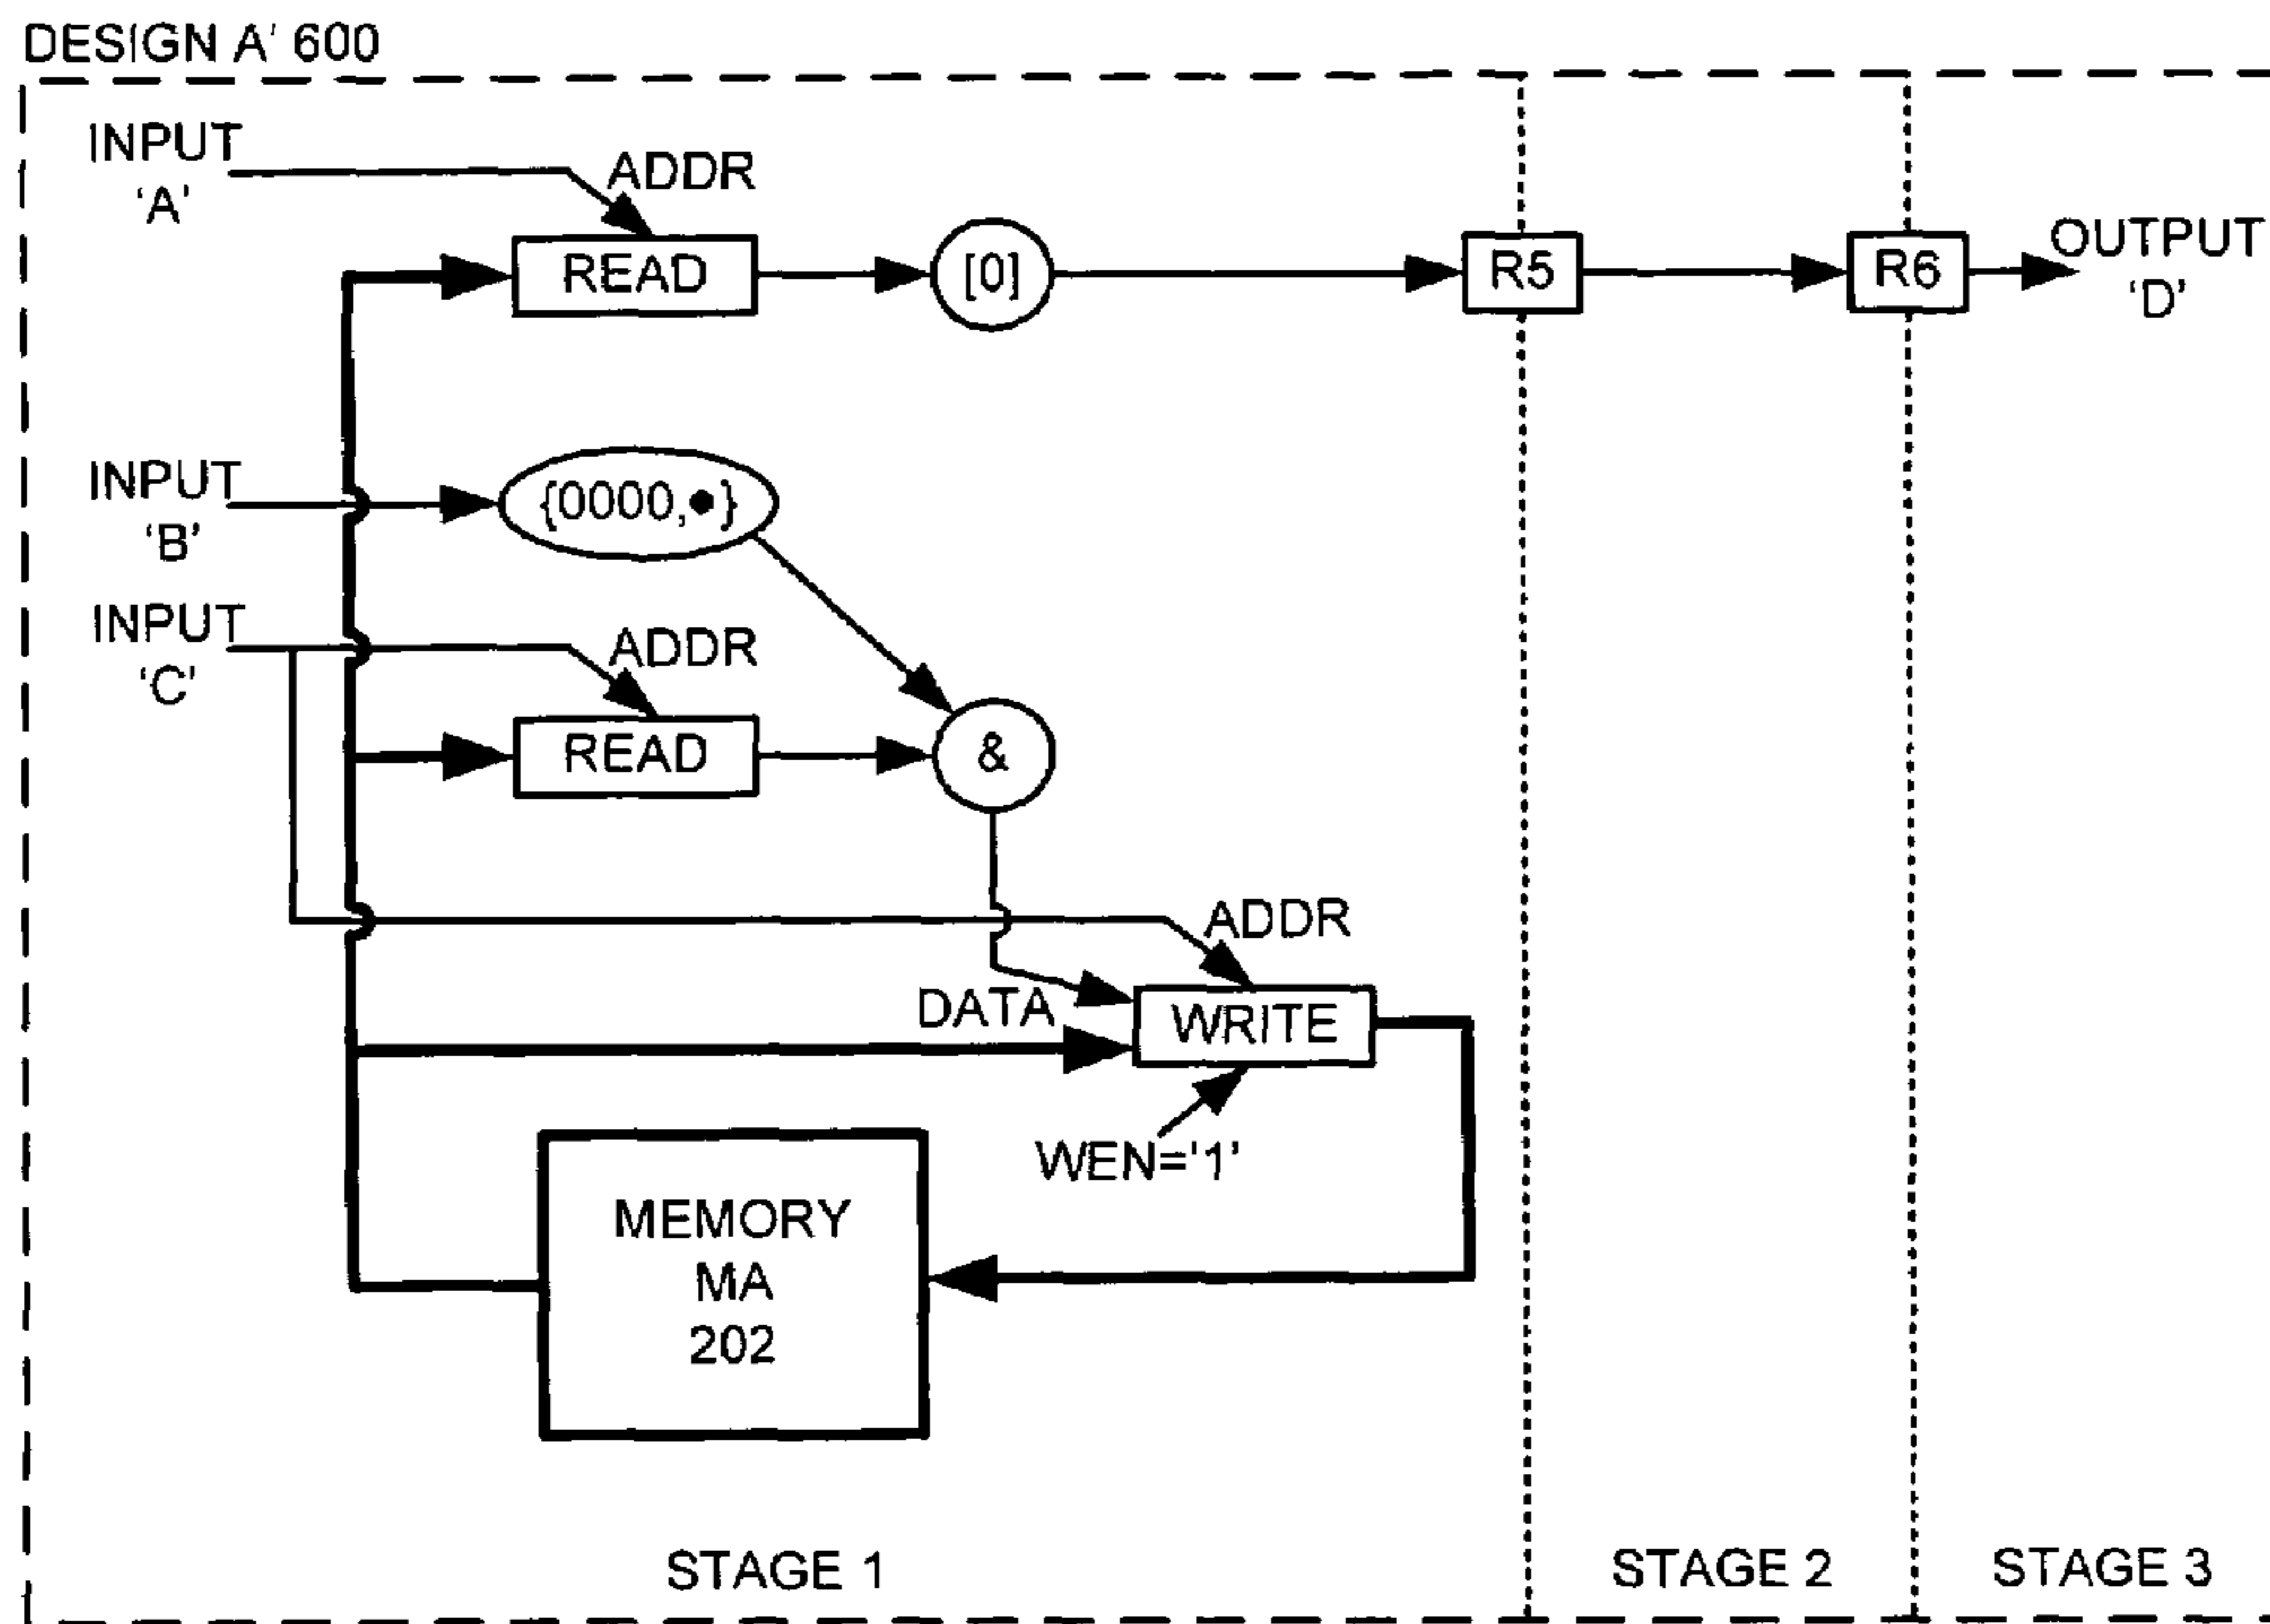 DESIGN A' 600
INPUT
'A'
ADDR
READ
[0]
R5
R6
OUTPUT
'D'
INPUT
'B'
{0000,●}
INPUT
'C'
ADDR
READ
&
ADDR
DATA
WRITE
WEN='1'
MEMORY
MA
202
STAGE 1
STAGE 2
STAGE 3